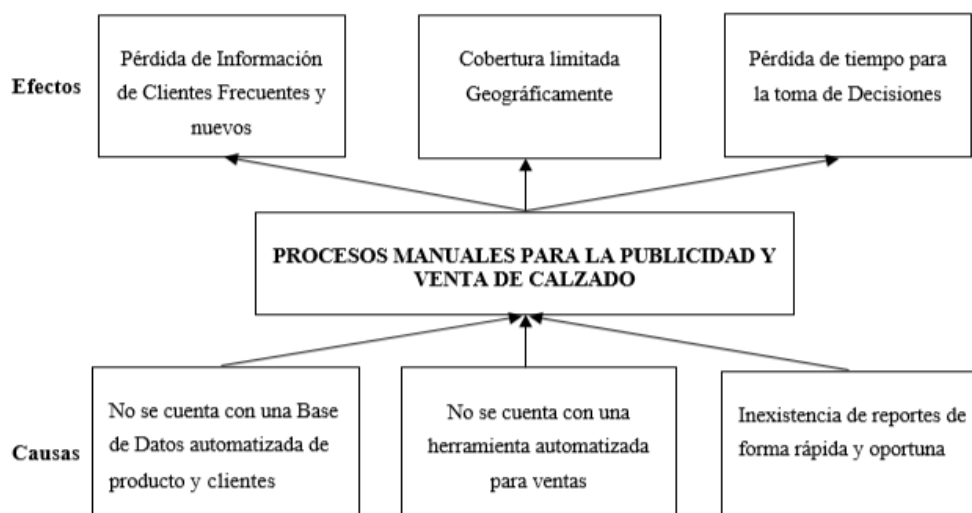 Efectos
Pérdida de Información
de Clientes Frecuentes y
nuevos
Cobertura limitada
Geográficamente
Pérdida de tiempo para
la toma de Decisiones
PROCESOS MANUALES PARA LA PUBLICIDAD Y
VENTA DE CALZADO
Causas
No se cuenta con una Base
de Datos automatizada de
producto y clientes
No se cuenta con una
herramienta automatizada
para ventas
Inexistencia de reportes de
forma rápida y oportuna